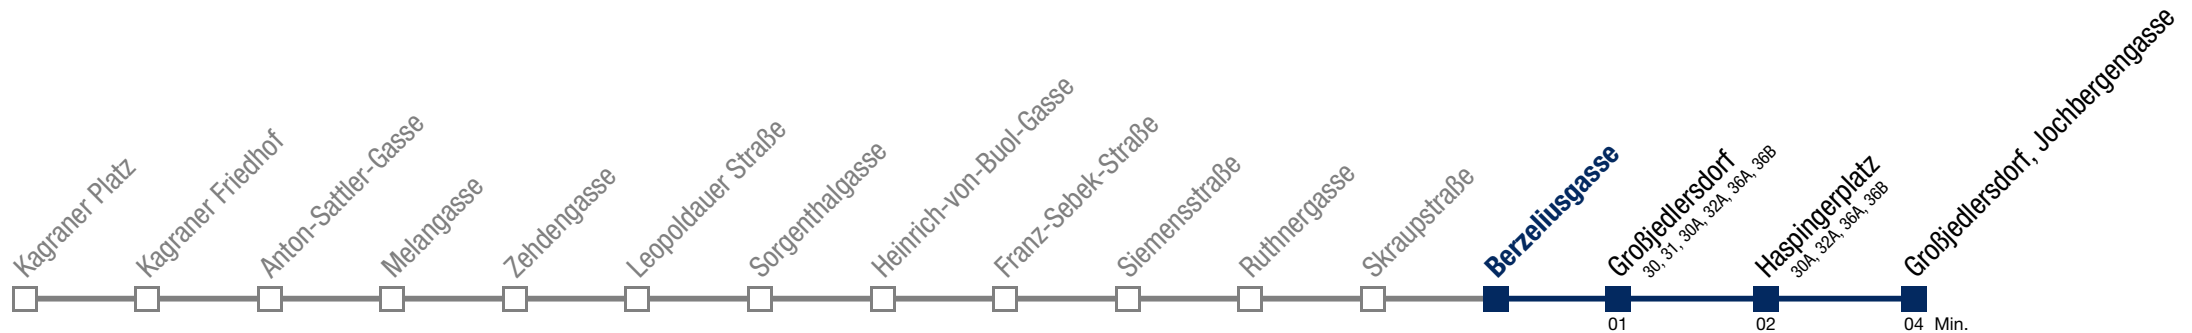 Kagraner Platz
Kagraner Friedhof
Anton-Sattler-Gasse
Melangasse
Zehdengasse
Leopoldauer Straße
Sorgenthalgasse
Heinrich-von-Buol-Gasse
Franz-Sebek-Straße
Siemensstraße
Ruthnergasse
Skraupstraße
Berzeliusgasse
Großjedlersdorf
30, 31, 30A, 32A, 36A, 36B
Haspingerplatz
30A, 32A, 36A, 36B
Großjedlersdorf, Jochbergengasse
01 02 04 Min.